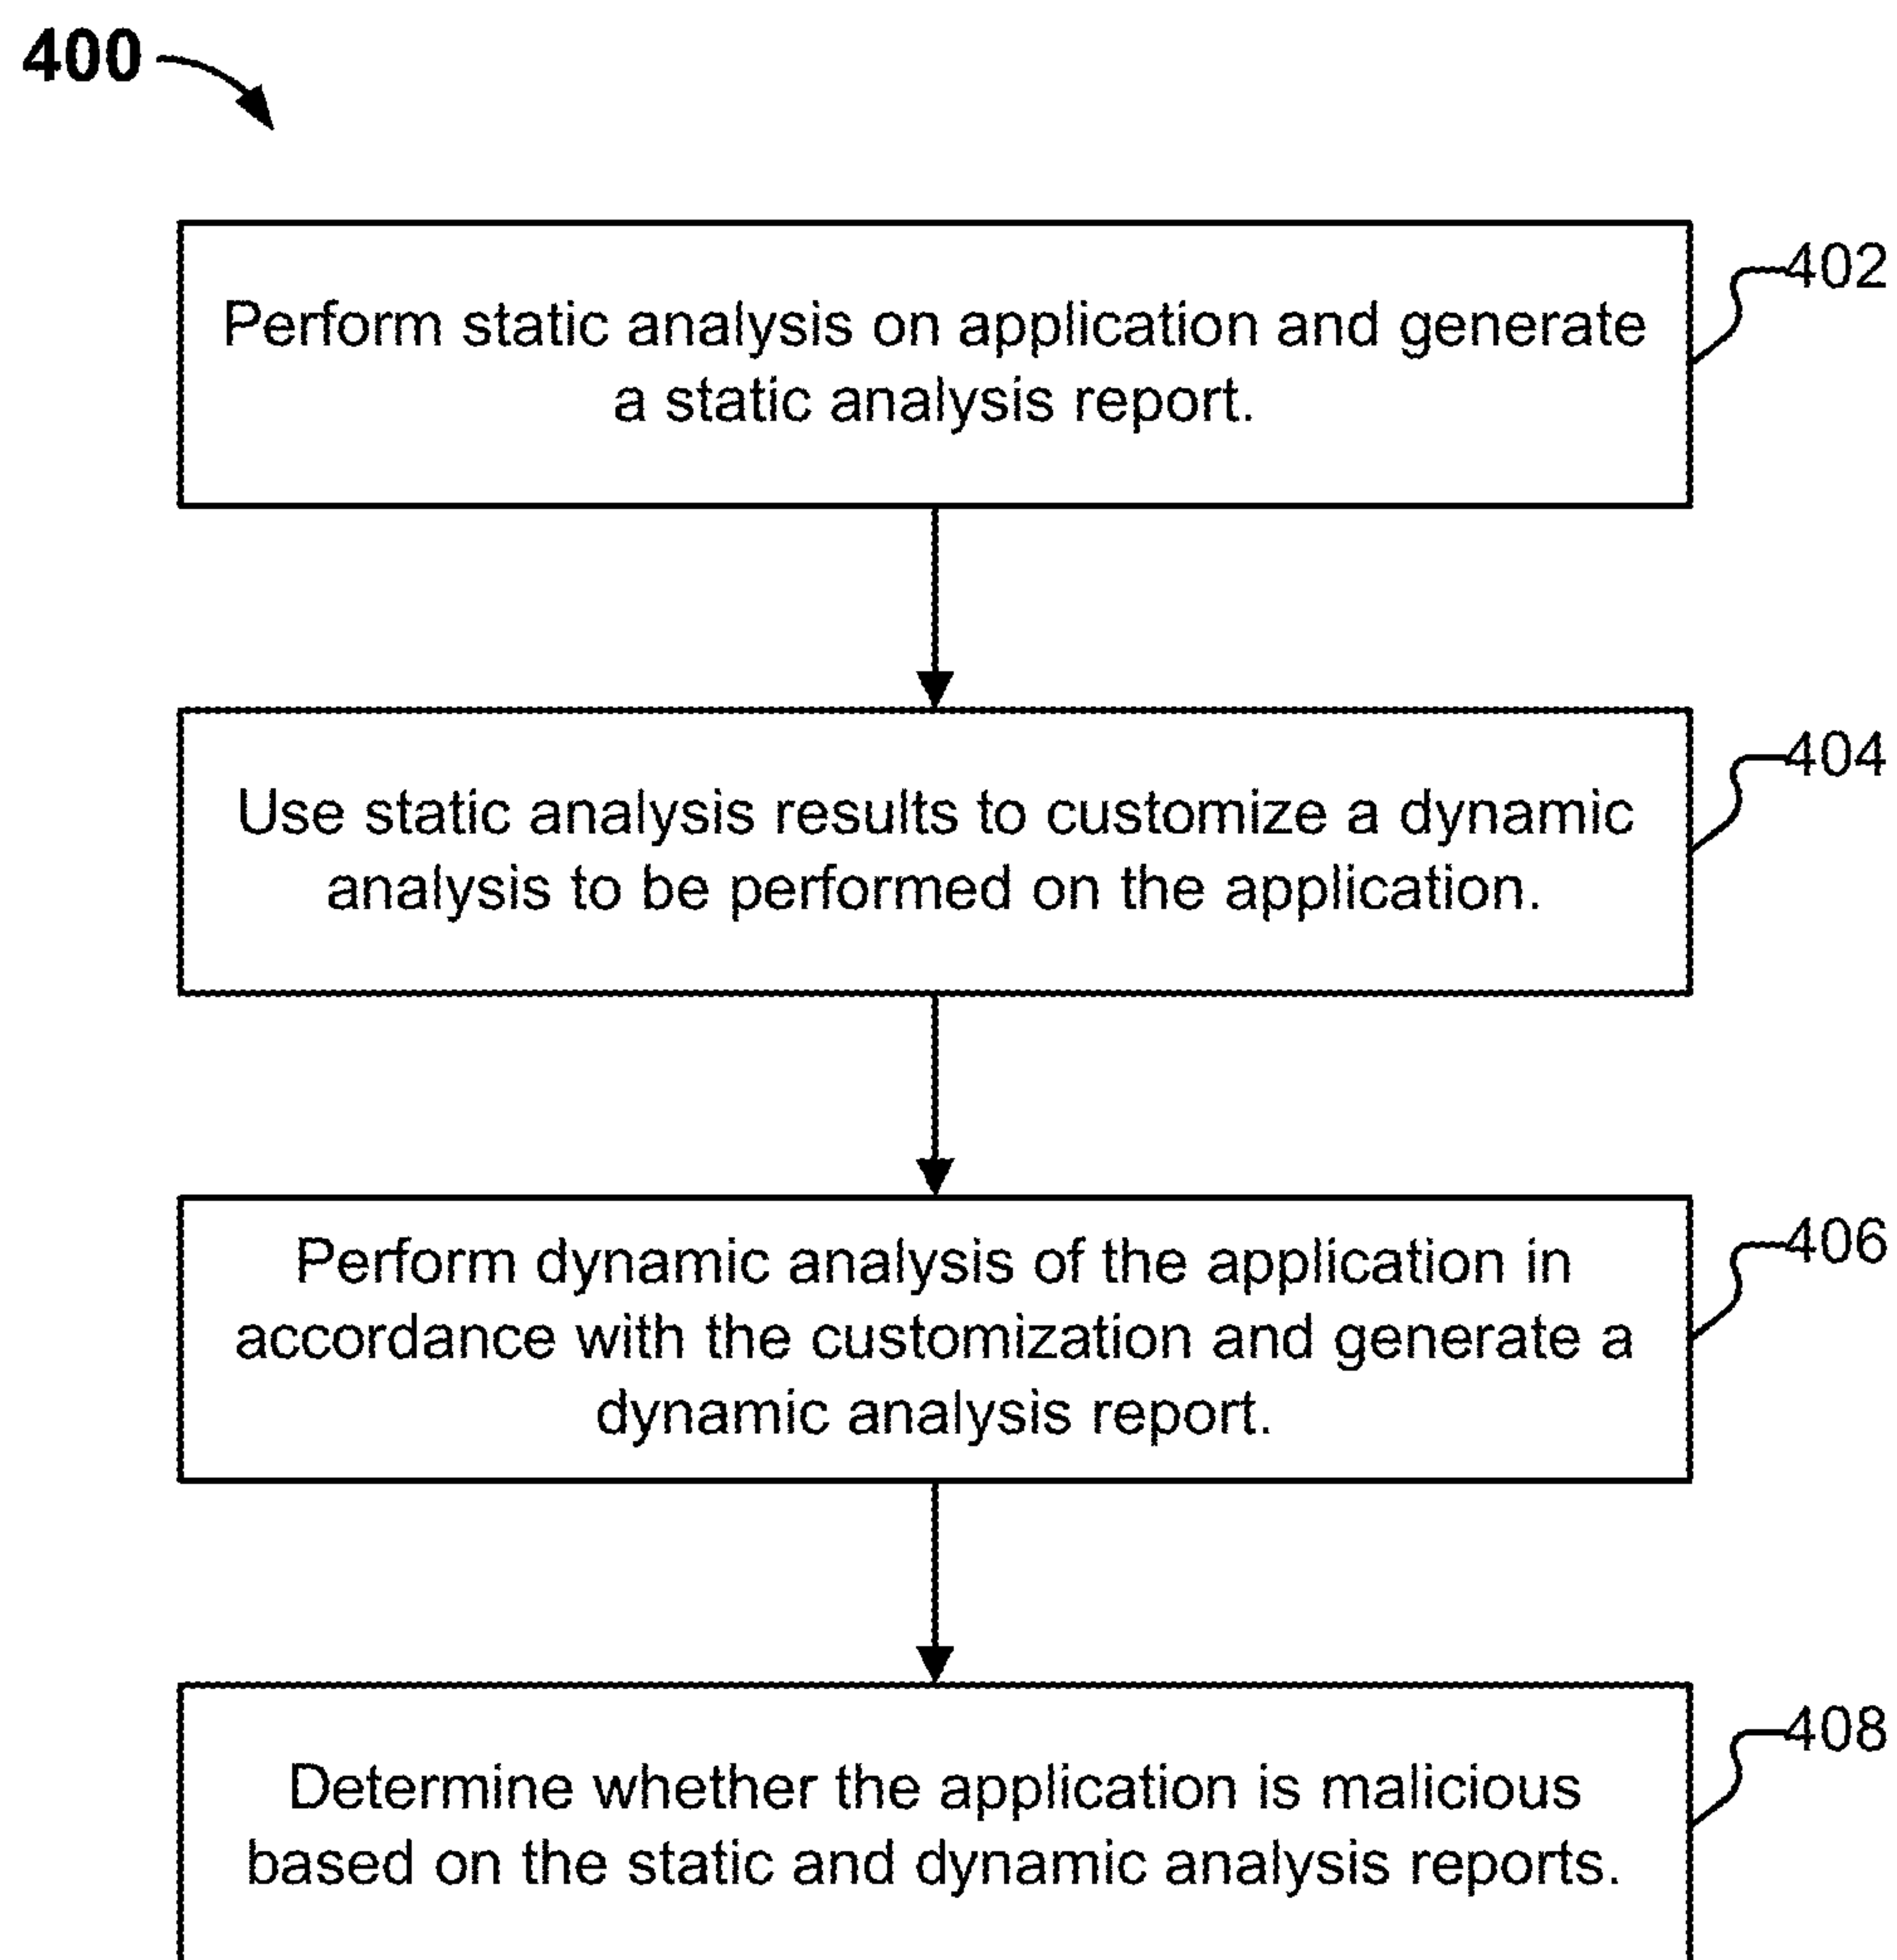 400
402
Perform static analysis on application and generate
a static analysis report.
404
Use static analysis results to customize a dynamic
analysis to be performed on the application.
406
Perform dynamic analysis of the application in
accordance with the customization and generate a
dynamic analysis report.
408
Determine whether the application is malicious
based on the static and dynamic analysis reports.